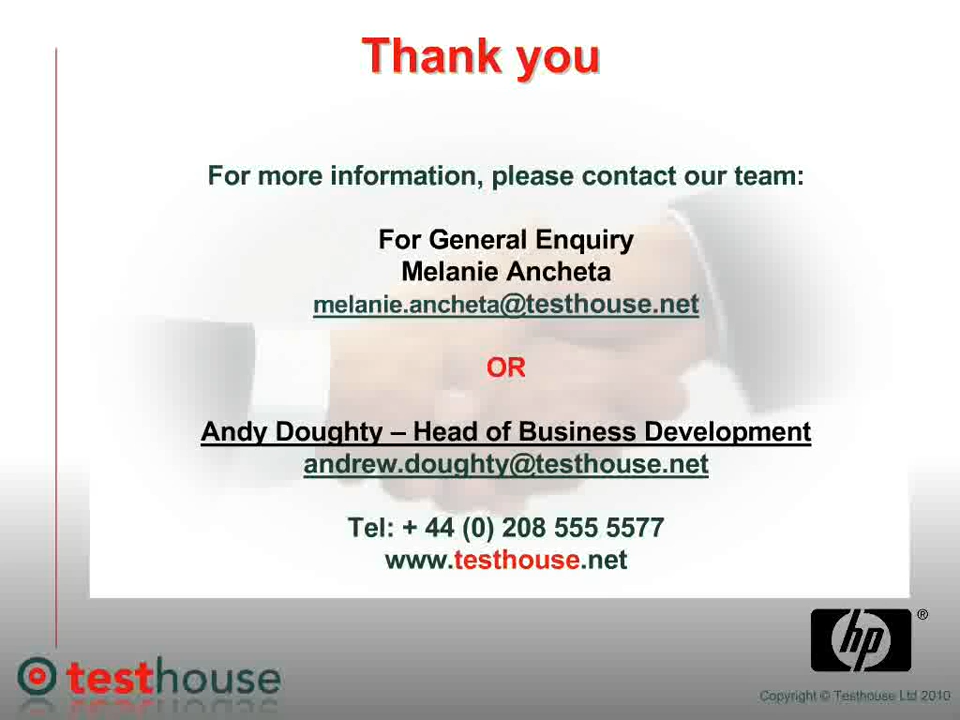 Thank you
For more information, please contact our team:
For General Enquiry
Melanie Ancheta
melanie.ancheta@testhouse.net
OR
Andy Doughty – Head of Business Development
andrew.doughty@testhouse.net
Tel: + 44 (0) 208 555 5577
www.testhouse.net
hp ®
testhouse
Copyright © Testhouse Ltd 2010